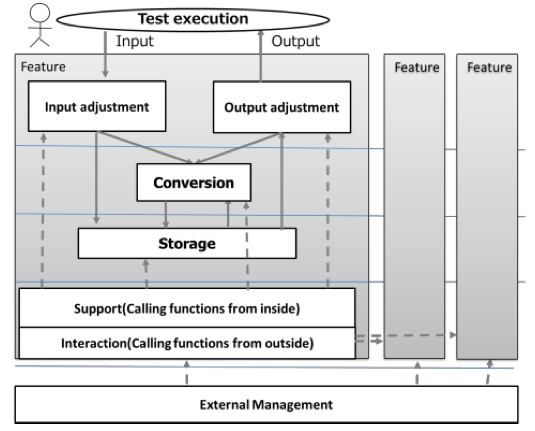 Test execution
Input
Output
Feature
Feature
Feature
Input adjustment
Output adjustment
Conversion
Storage
Support(Calling functions from inside)
Interaction(Calling functions from outside)
External Management